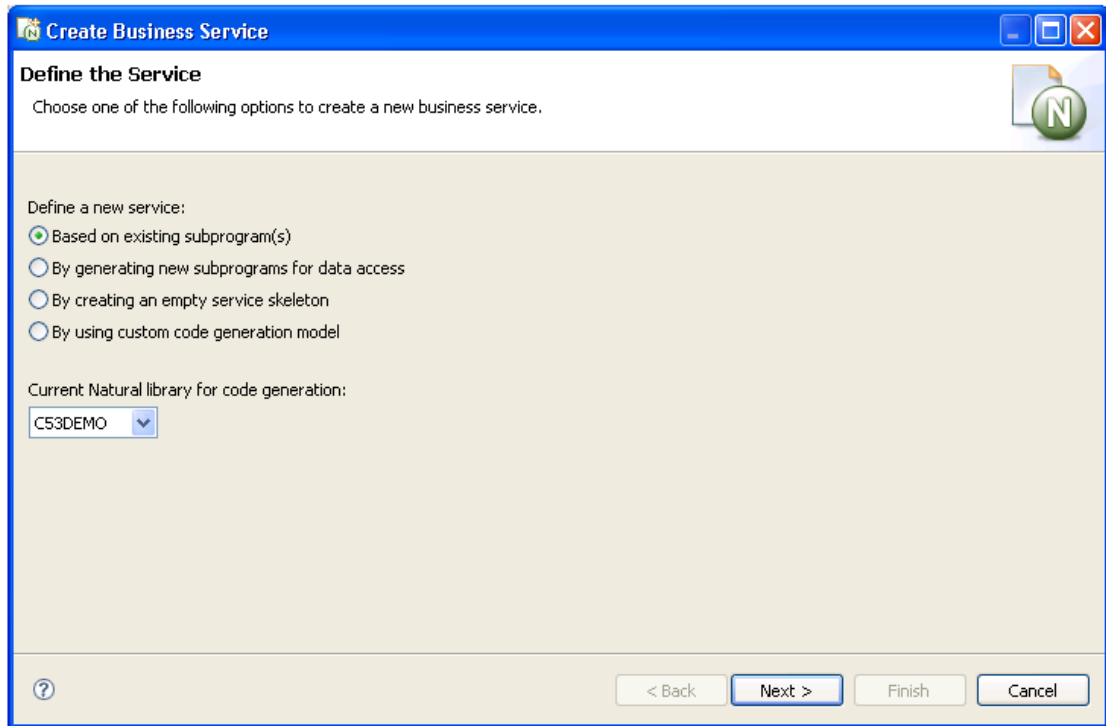 Create Business Service
Define the Service
Choose one of the following options to create a new business service.
N
Define a new service:
Based on existing subprogram(s)
By generating new subprograms for data access
By creating an empty service skeleton
By using custom code generation model
Current Natural library for code generation:
C53DEMO
?
< Back
Next >
Finish
Cancel